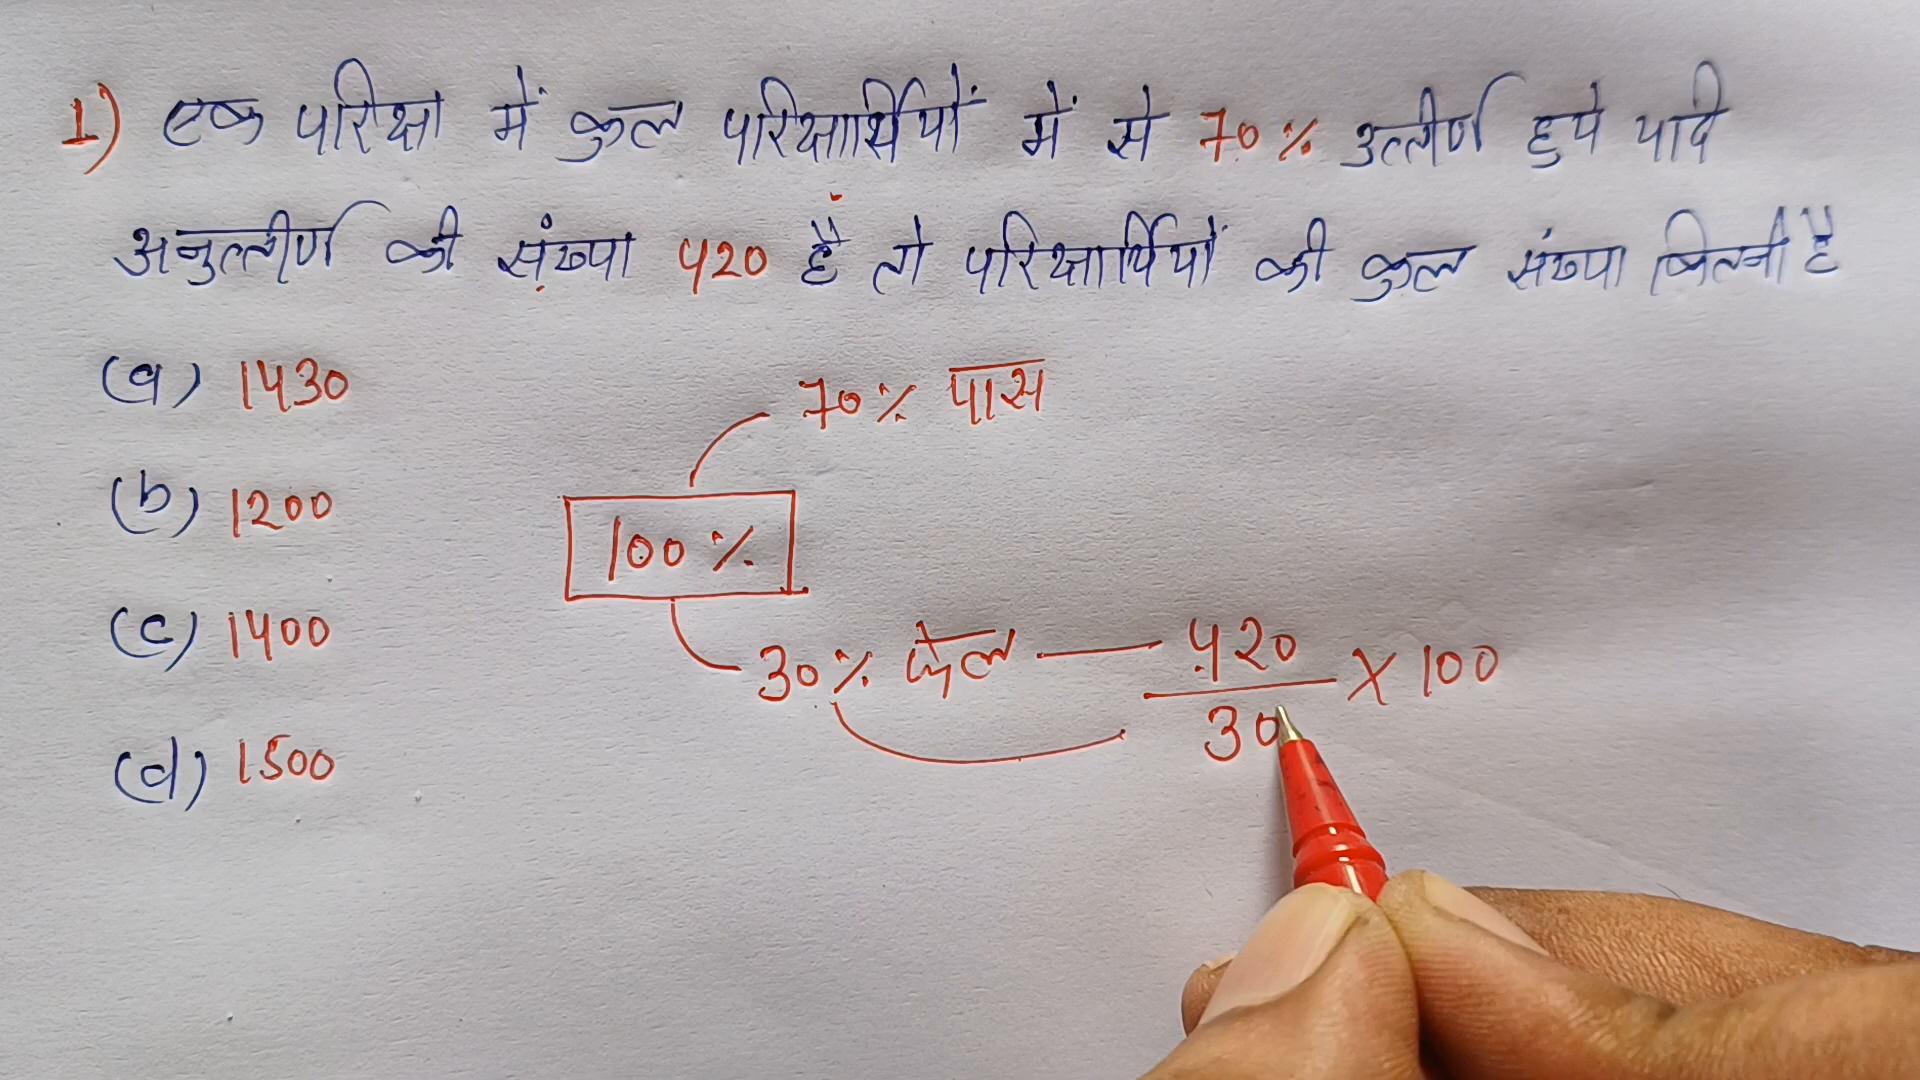 1) एक परिक्षा में कुल परिक्षार्थियों में से 70% उत्तीर्ण हुये यदि
अनुत्तीर्ण की संख्या 420 है तो परिक्षार्थियों की कुल संख्या कितनी है
(a) 1430
70% पास
(b) 1200
100%
(c) 1400
30% फेल — 420/30 × 100
(d) 1500